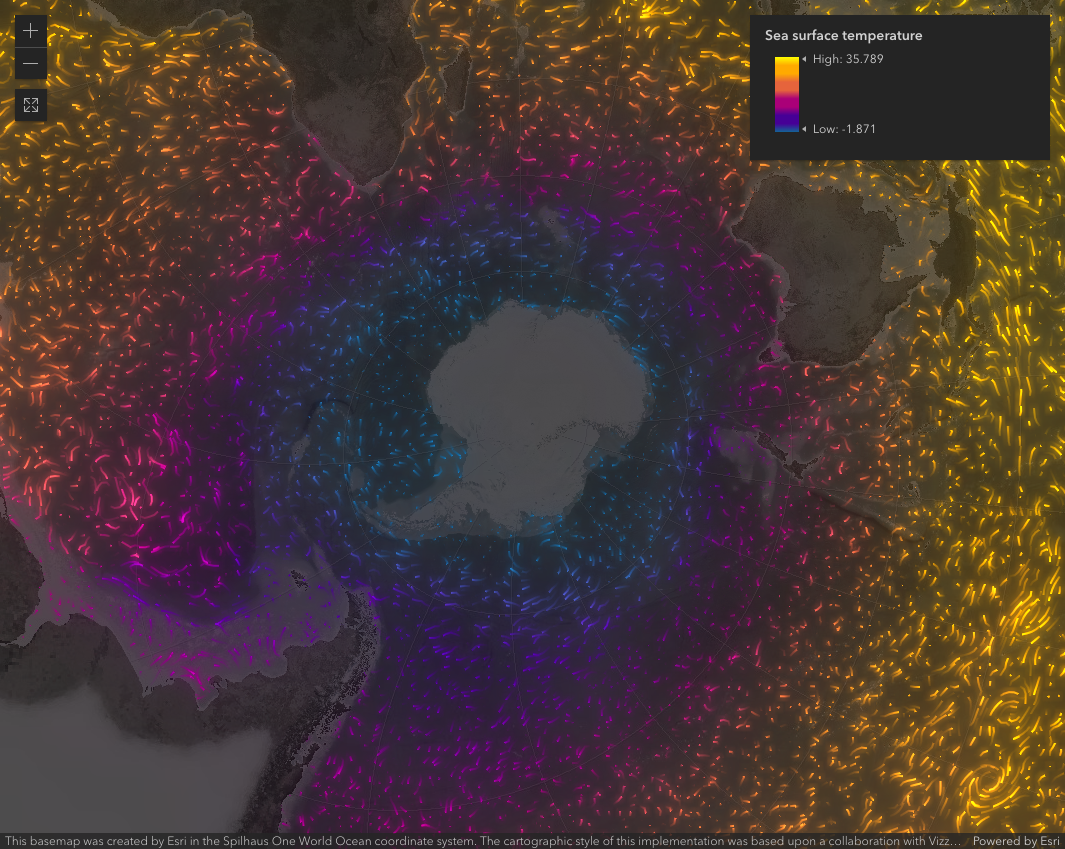 Sea surface temperature
High: 35.789
Low: -1.871
This basemap was created by Esri in the Spilhaus One World Ocean coordinate system. The cartographic style of this implementation was based upon a collaboration with Vizz… Powered by Esri